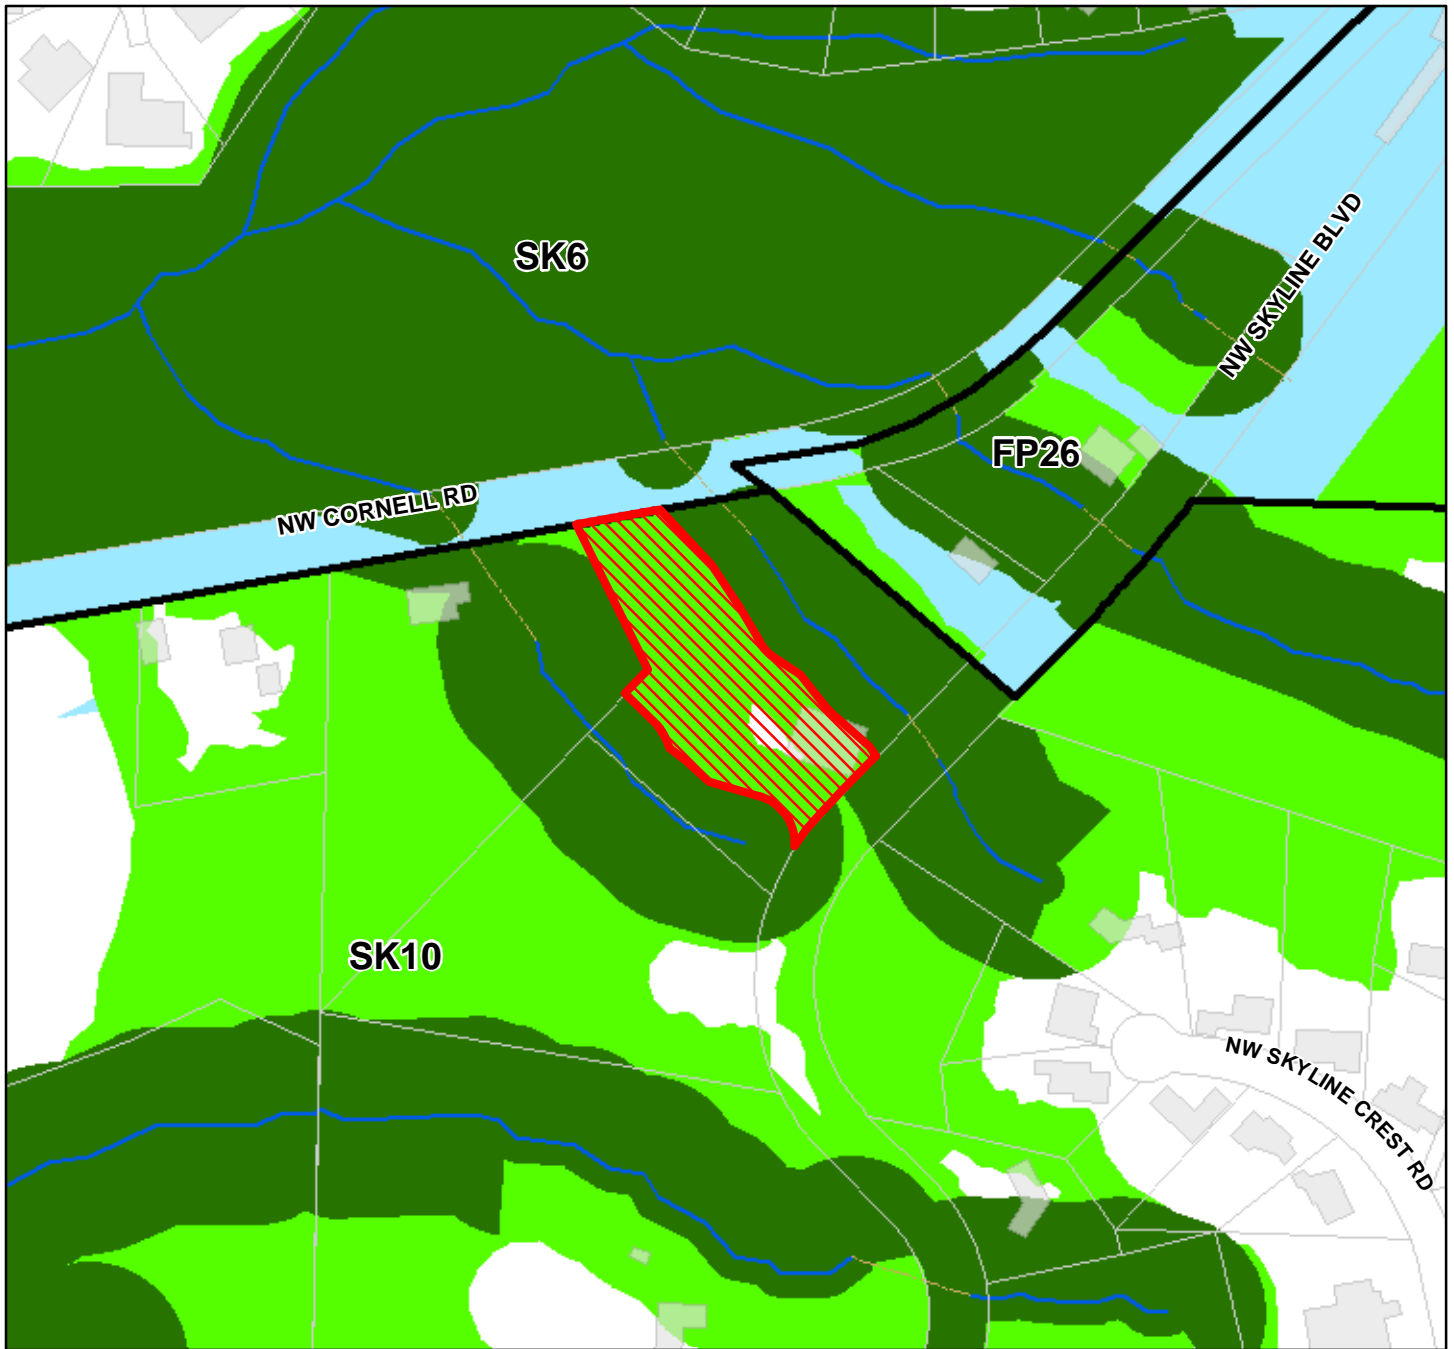 SK6
NW SKYLINE BLVD
FP26
NW CORNELL RD
SK10
NW SKYLINE CREST RD